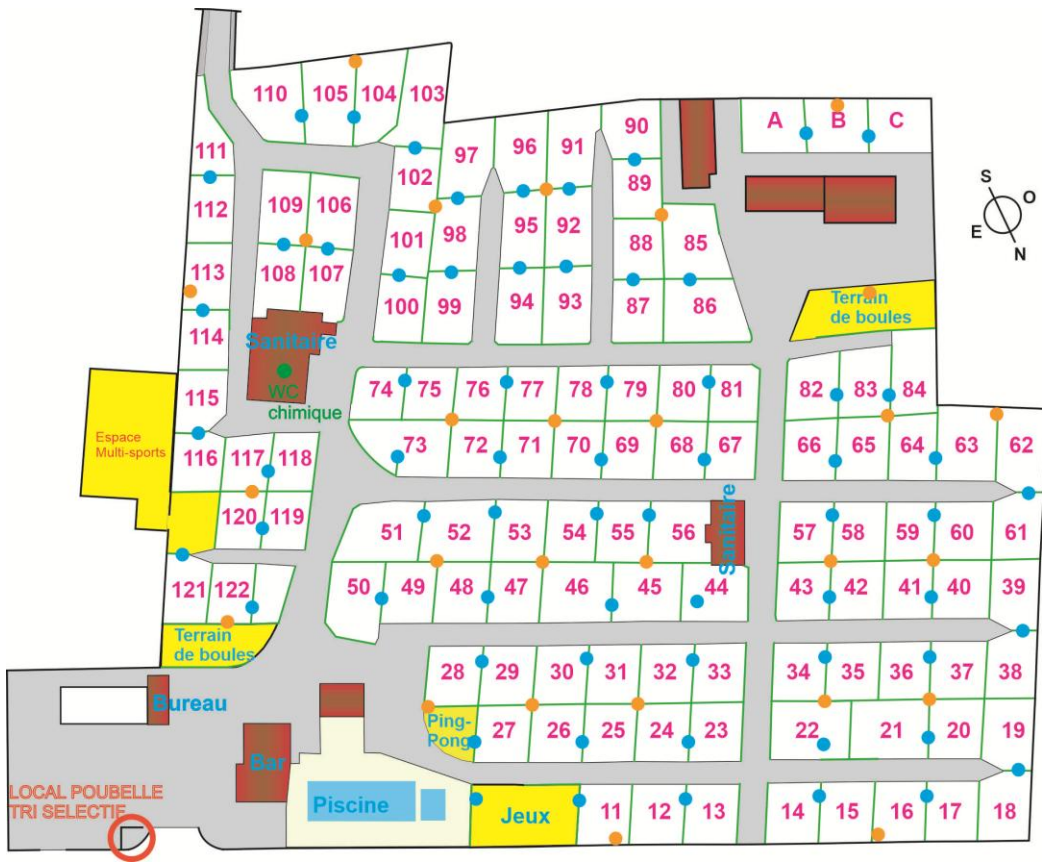 110 105 104 103
111
112
102 97 96 91 90
89
A B C
S
O
E
N
109 106
101 98 95 92 88 85
113 108 107
100 99 94 93 87 86
114
Sanitaire
WC
chimique
Terrain
de boules
115
74 75 76 77 78 79 80 81
82 83 84
Espace
Multi-sports
116 117 118
73 72 71 70 69 68 67
66 65 64 63 62
120 119
51 52 53 54 55 56
Sanitaire
57 58 59 60 61
121 122
50 49 48 47 46 45 44
43 42 41 40 39
Terrain
de boules
28 29 30 31 32 33
34 35 36 37 38
Bureau
Ping-
Pong
27 26 25 24 23
22 21 20 19
Bar
LOCAL POUBELLE
TRI SELECTIF
Piscine
Jeux
11 12 13
14 15 16 17 18